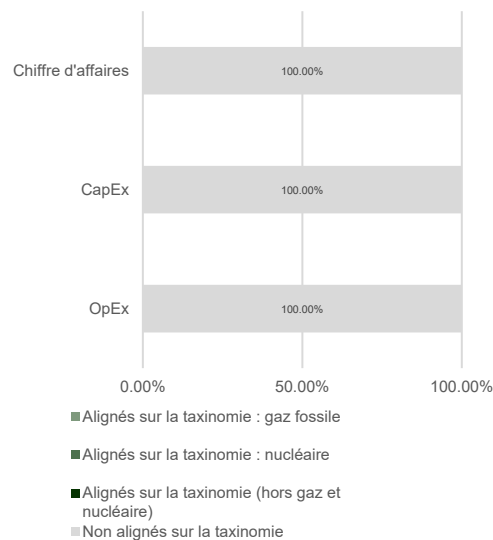 Chiffre d'affaires
100.00%
CapEx
100.00%
OpEx
100.00%
0.00% 50.00% 100.00%
Alignés sur la taxinomie : gaz fossile
Alignés sur la taxinomie : nucléaire
Alignés sur la taxinomie (hors gaz et
nucléaire)
Non alignés sur la taxinomie